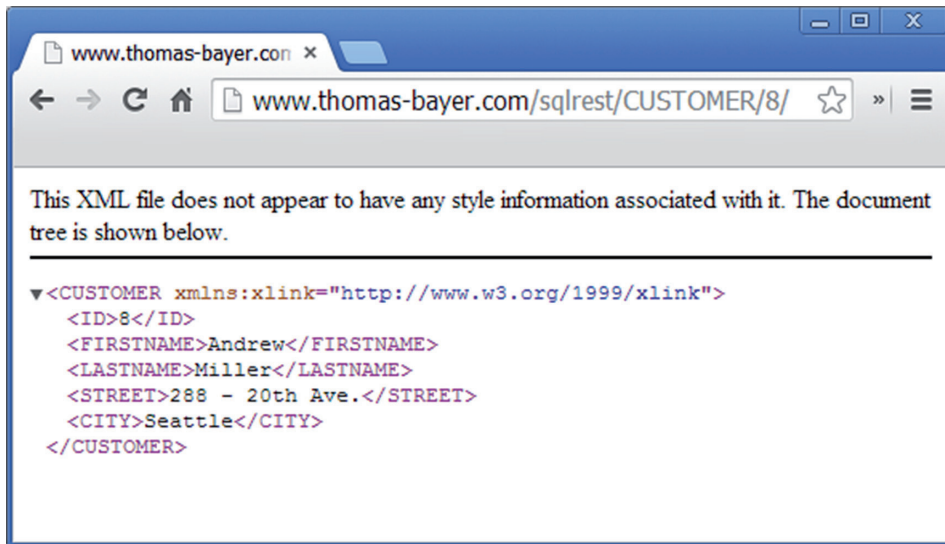 www.thomas-bayer.con
www.thomas-bayer.com/sqlrest/CUSTOMER/8/
This XML file does not appear to have any style information associated with it. The document
tree is shown below.
<CUSTOMER xmlns:xlink="http://www.w3.org/1999/xlink">
<ID>8</ID>
<FIRSTNAME>Andrew</FIRSTNAME>
<LASTNAME>Miller</LASTNAME>
<STREET>288 - 20th Ave.</STREET>
<CITY>Seattle</CITY>
</CUSTOMER>